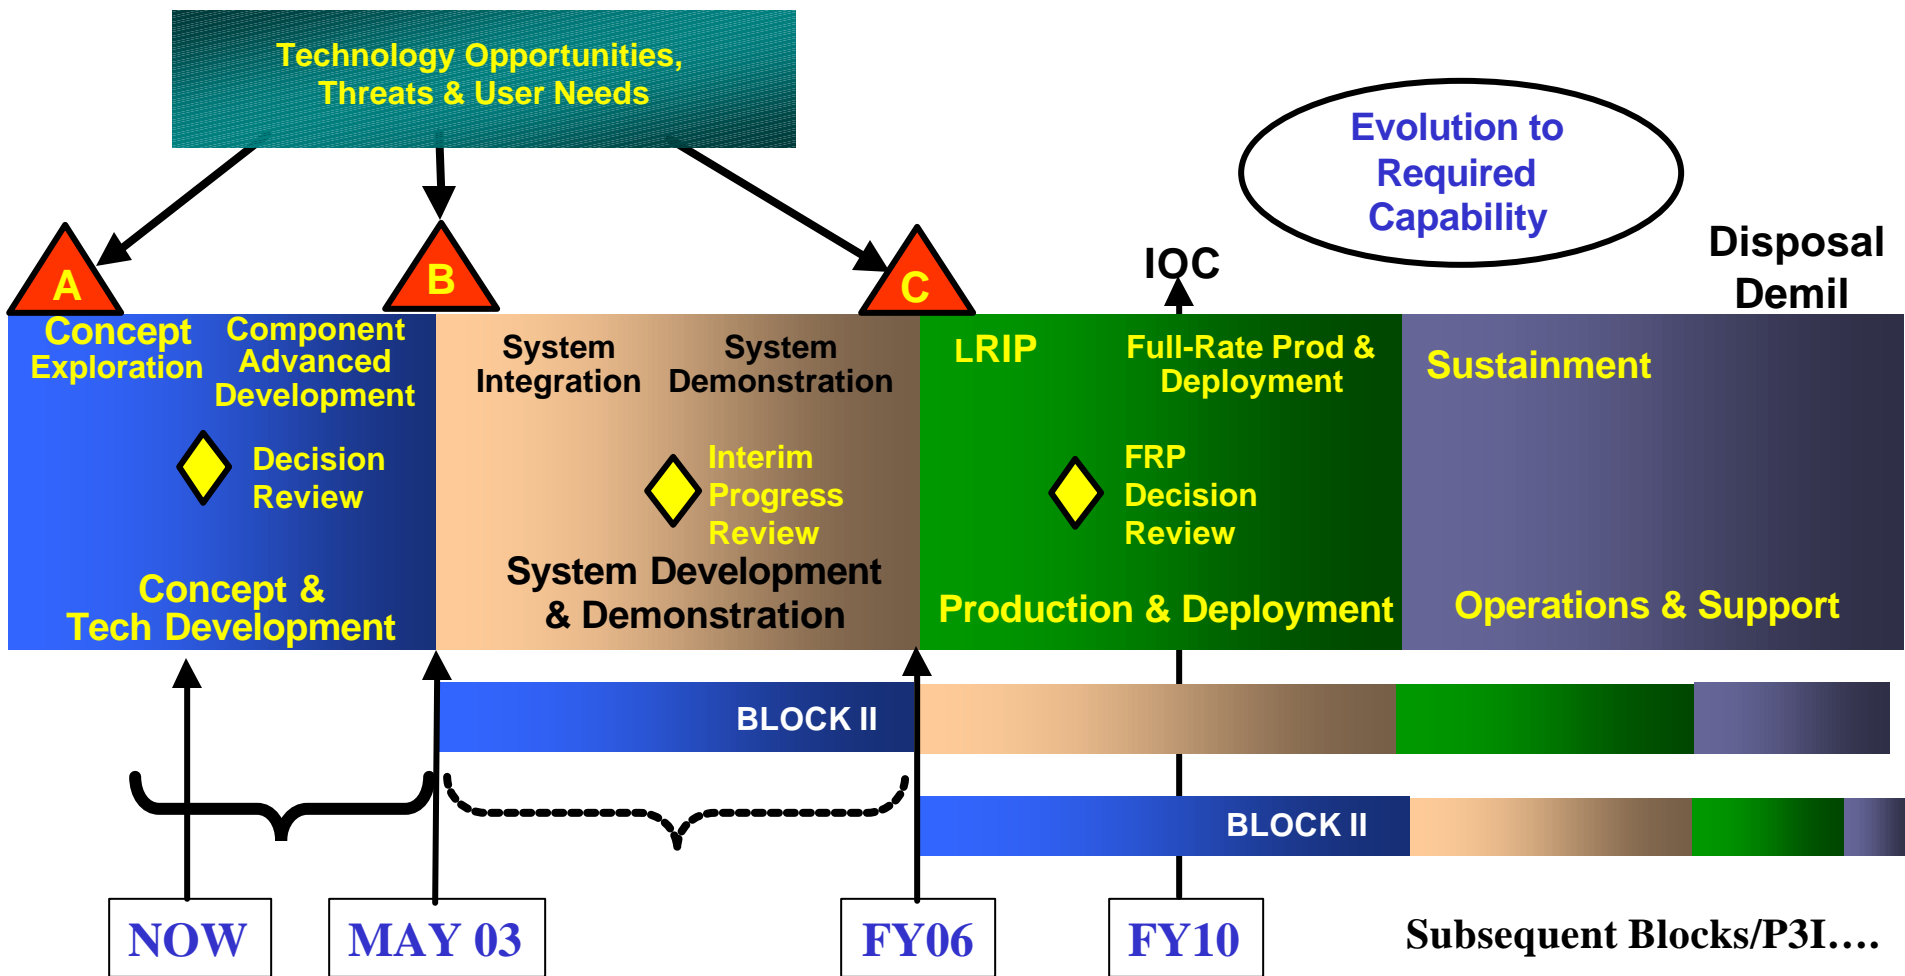 Technology Opportunities,
Threats & User Needs
Evolution to
Required
Capability
Disposal
Demil
IOC
A
B
C
Concept
Exploration
Component
Advanced
Development
System
Integration
System
Demonstration
LRIP
Full-Rate Prod &
Deployment
Sustainment
Decision
Review
Interim
Progress
Review
FRP
Decision
Review
Concept &
Tech Development
System Development
& Demonstration
Production & Deployment
Operations & Support
BLOCK II
BLOCK II
NOW
MAY 03
FY06
FY10
Subsequent Blocks/P3I....